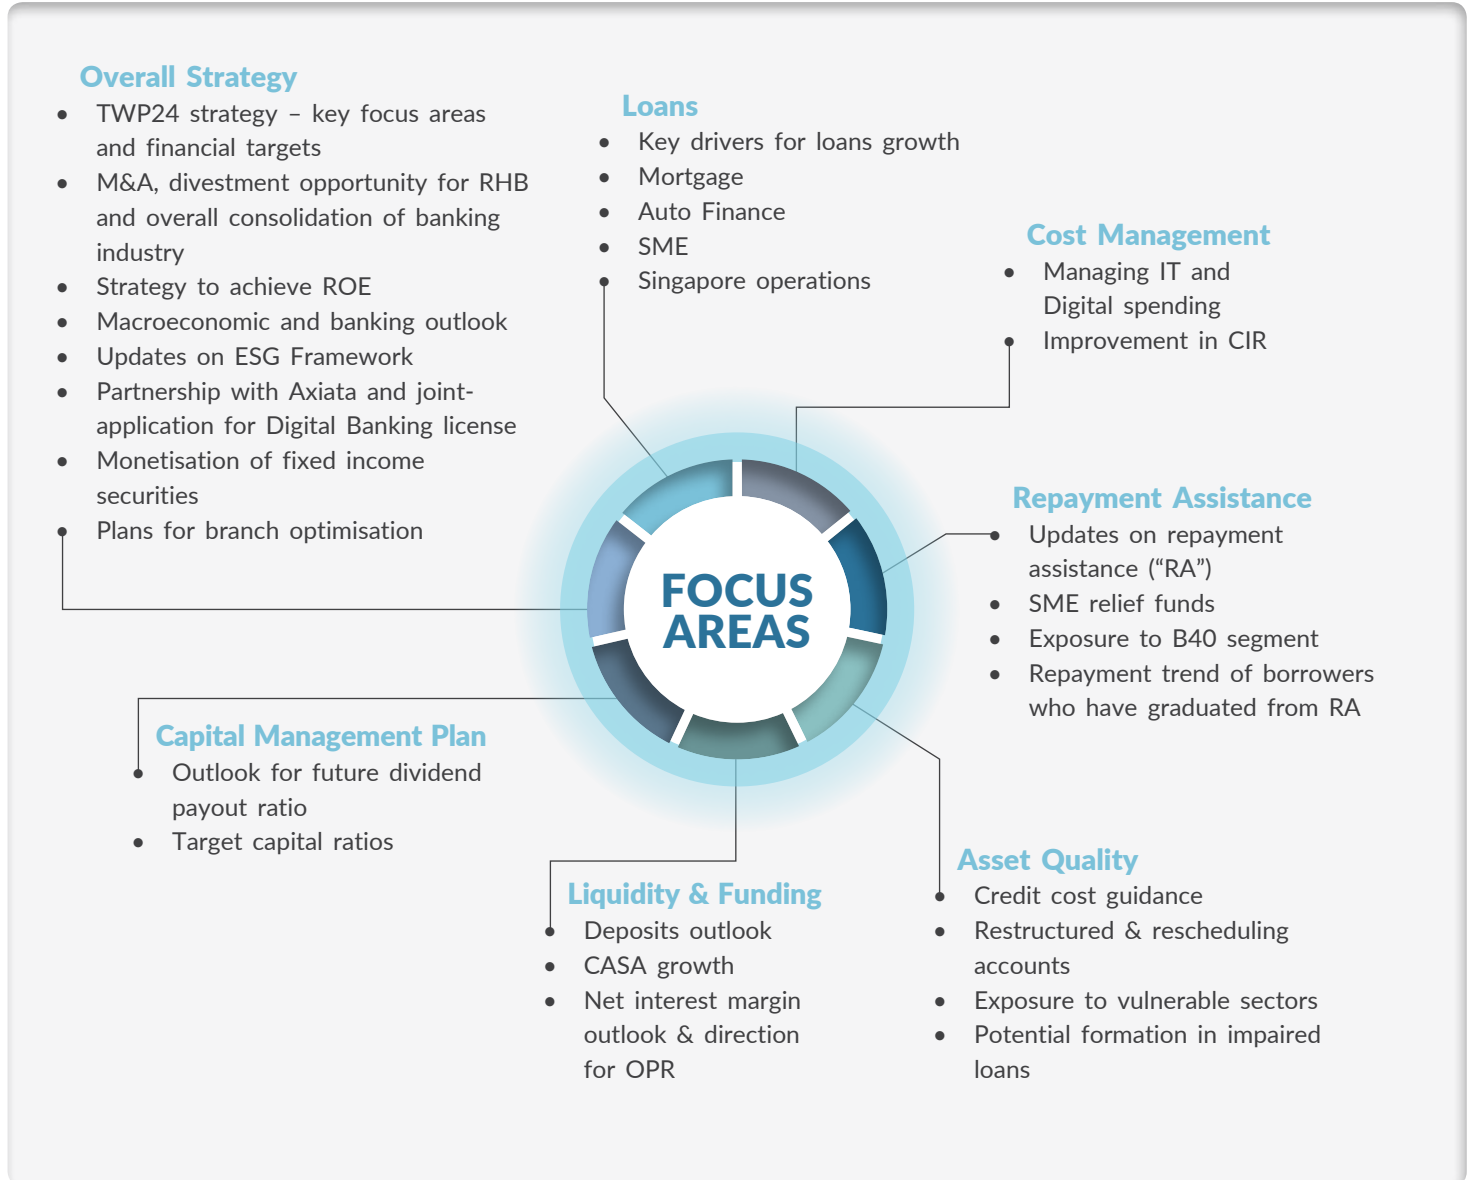 Overall Strategy
• TWP24 strategy – key focus areas
and financial targets
• M&A, divestment opportunity for RHB
and overall consolidation of banking
industry
• Strategy to achieve ROE
• Macroeconomic and banking outlook
• Updates on ESG Framework
• Partnership with Axiata and joint-
application for Digital Banking license
• Monetisation of fixed income
securities
• Plans for branch optimisation
Loans
• Key drivers for loans growth
• Mortgage
• Auto Finance
• SME
• Singapore operations
Cost Management
• Managing IT and
Digital spending
• Improvement in CIR
Repayment Assistance
• Updates on repayment
assistance (“RA”)
• SME relief funds
• Exposure to B40 segment
• Repayment trend of borrowers
who have graduated from RA
FOCUS
AREAS
Capital Management Plan
• Outlook for future dividend
payout ratio
• Target capital ratios
Liquidity & Funding
• Deposits outlook
• CASA growth
• Net interest margin
outlook & direction
for OPR
Asset Quality
• Credit cost guidance
• Restructured & rescheduling
accounts
• Exposure to vulnerable sectors
• Potential formation in impaired
loans